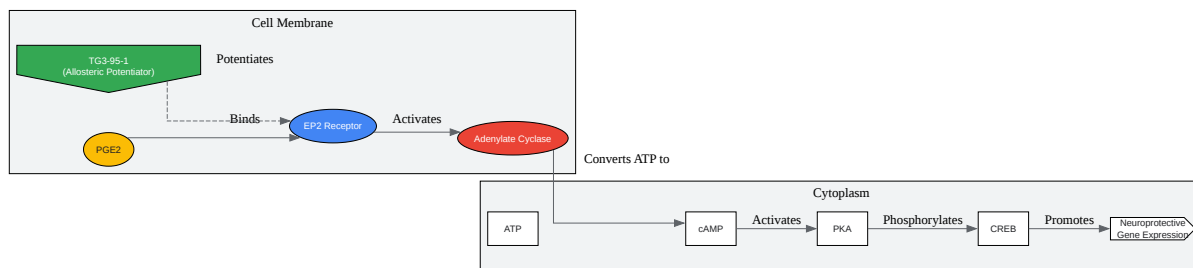 Cell Membrane
TG3-95-1
(Allosteric Potentiator)
Potentiates
Binds
EP2 Receptor
Activates
PGE2
Adenylate Cyclase
Converts ATP to
Cytoplasm
ATP
cAMP
Activates
PKA
Phosphorylates
CREB
Promotes
Neuroprotective
Gene Expression